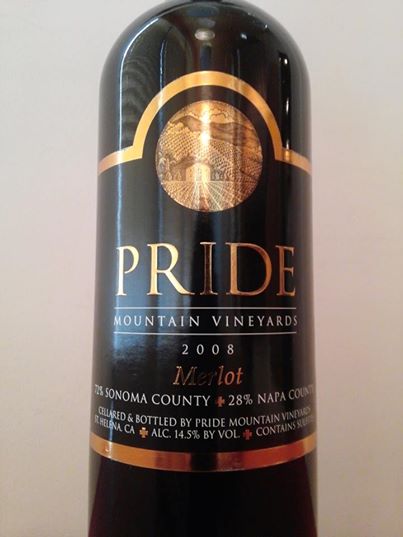 PRIDE
MOUNTAIN VINEYARDS
2008
Merlot
72% SONOMA COUNTY ✚ 28% NAPA COUNTY
CELLARED & BOTTLED BY PRIDE MOUNTAIN VINEYARDS
ST. HELENA, CA ✚ ALC. 14.5% BY VOL. ✚ CONTAINS SULFITES